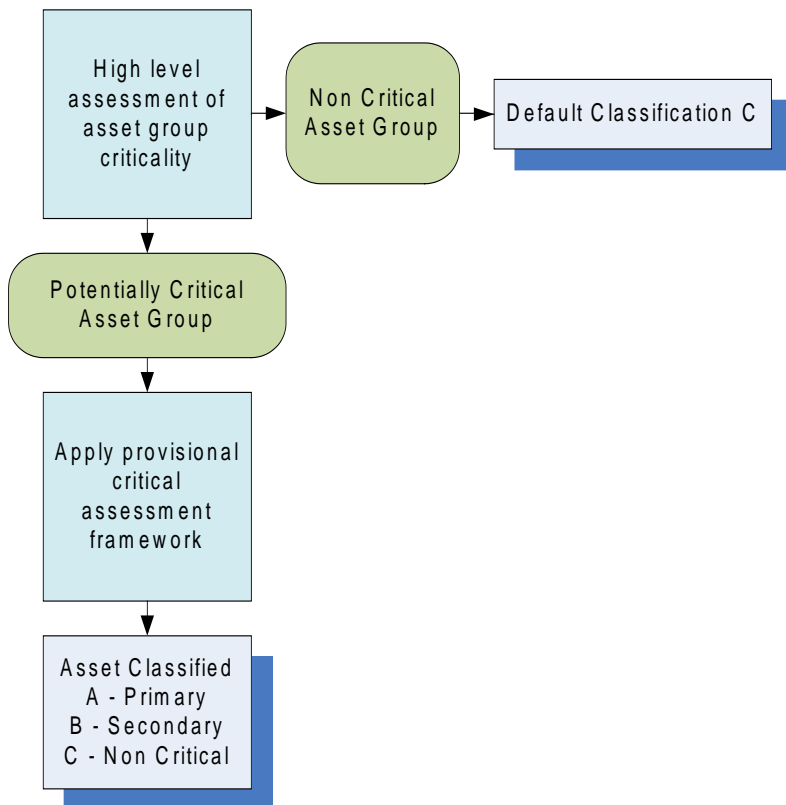 High level
assessment of
asset group
criticality
Non Critical
Asset Group
Default Classification C
Potentially Critical
Asset Group
Apply provisional
critical
assessment
framework
Asset Classified
A - Primary
B - Secondary
C - Non Critical